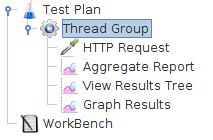 Test Plan
Thread Group
HTTP Request
Aggregate Report
View Results Tree
Graph Results
WorkBench